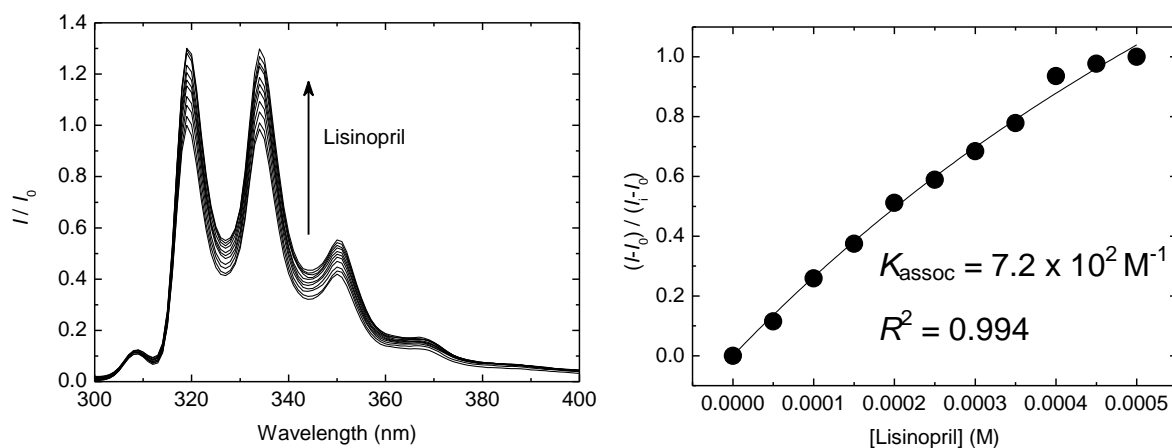 1.4
1.2
1.0
0.8
0.6
0.4
0.2
0.0
I / I0
Lisinopril
300 320 340 360 380 400
Wavelength (nm)
1.0
0.8
0.6
0.4
0.2
0.0
(I-I0) / (Ii-I0)
Kassoc = 7.2 x 10² M⁻¹
R² = 0.994
0.0000 0.0001 0.0002 0.0003 0.0004 0.0005
[Lisinopril] (M)